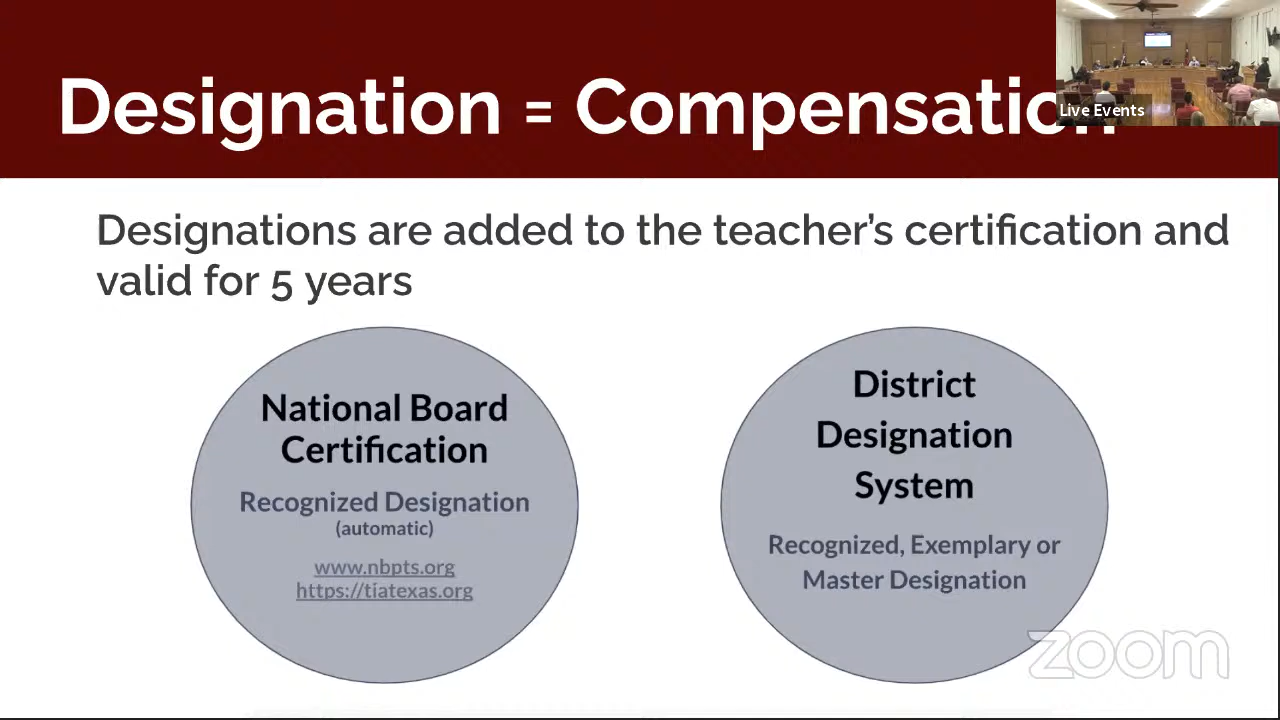 Designation = Compensation
Live Events
Designations are added to the teacher's certification and
valid for 5 years
National Board
Certification
Recognized Designation
(automatic)
www.nbpts.org
https://tiatexas.org
District
Designation
System
Recognized, Exemplary or
Master Designation
zoom